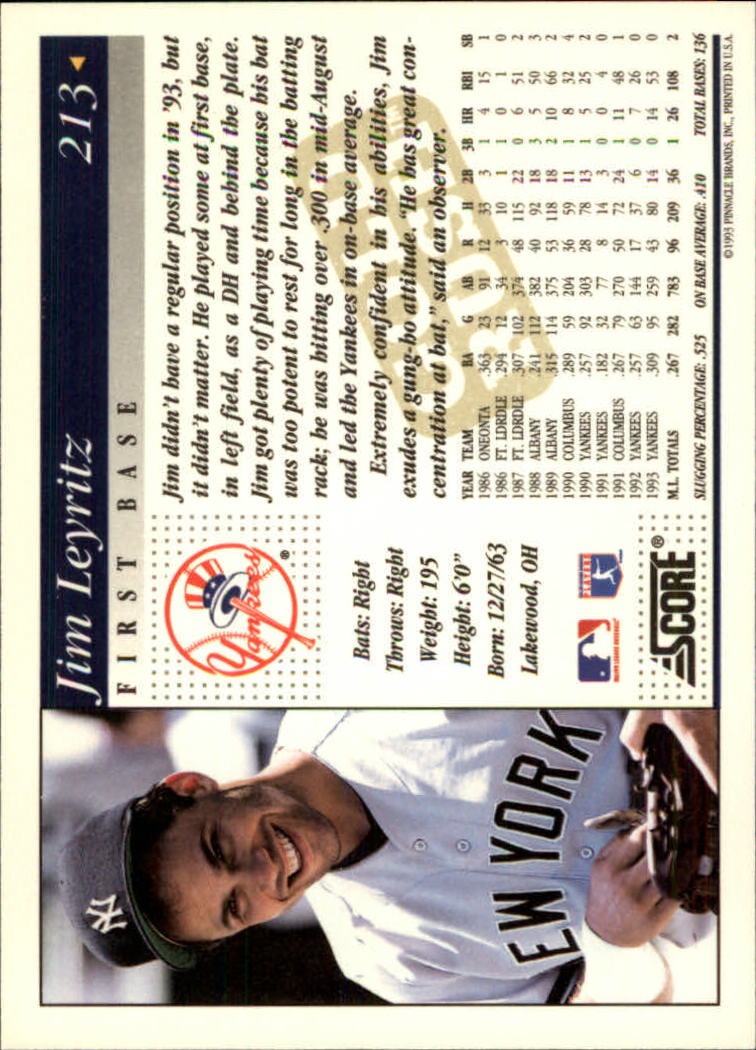 Jim Leyritz 213
FIRST BASE
Yankees
®
Bats: Right
Throws: Right
Weight: 195
Height: 6'0"
Born: 12/27/63
Lakewood, OH
SCORE®
Jim didn't have a regular position in '93, but
it didn't matter. He played some at first base,
in left field, as a DH and behind the plate.
Jim got plenty of playing time because his bat
was too potent to rest for long in the batting
rack; he was hitting over .300 in mid-August
and led the Yankees in on-base average.
Extremely confident in his abilities, Jim
exudes a gung-ho attitude. "He has great con-
centration at bat," said an observer.
YEAR TEAM BA G AB R H 2B 3B HR RBI SB
1986 ONEONTA .363 23 91 12 33 3 1 4 15 1
1986 FT. LDRDLE .294 12 34 3 10 1 0 1 1 0
1987 FT. LDRDLE .307 102 374 48 115 22 0 6 51 2
1988 ALBANY .241 112 382 40 92 18 3 5 50 3
1989 ALBANY .315 114 375 53 118 18 2 10 66 2
1990 COLUMBUS .289 59 204 36 59 11 1 8 32 4
1990 YANKEES .257 92 303 28 78 13 1 5 25 2
1991 YANKEES .182 32 77 8 14 3 0 0 4 0
1991 COLUMBUS .267 79 270 50 72 24 1 11 48 1
1992 YANKEES .257 63 144 17 37 6 0 7 26 0
1993 YANKEES .309 95 259 43 80 14 0 14 53 0
M.L. TOTALS .267 282 783 96 209 36 1 26 108 2
SLUGGING PERCENTAGE: .525 ON BASE AVERAGE: .410 TOTAL BASES: 136
©1993 PINNACLE BRANDS, INC., PRINTED IN U.S.A.
NY
EW YORK